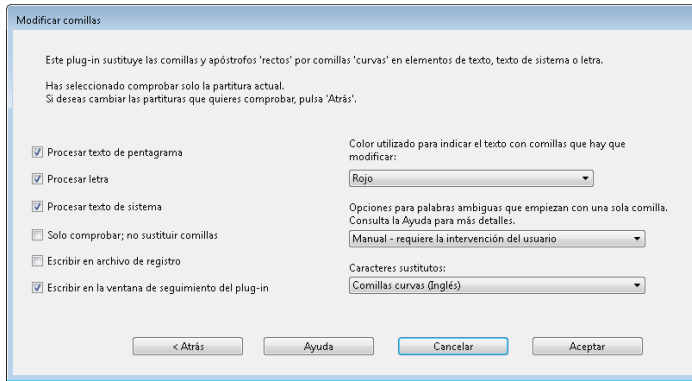 Modificar comillas
Este plug-in sustituye las comillas y apóstrofos 'rectos' por comillas 'curvas' en elementos de texto, texto de sistema o letra.
Has seleccionado comprobar solo la partitura actual.
Si deseas cambiar las partituras que quieres comprobar, pulsa 'Atrás'.
Procesar texto de pentagrama
Procesar letra
Procesar texto de sistema
Solo comprobar; no sustituir comillas
Escribir en archivo de registro
Escribir en la ventana de seguimiento del plug-in
Color utilizado para indicar el texto con comillas que hay que
modificar:
Rojo
Opciones para palabras ambiguas que empiezan con una sola comilla.
Consulta la Ayuda para más detalles.
Manual - requiere la intervención del usuario
Caracteres sustitutos:
Comillas curvas (Inglés)
< Atrás
Ayuda
Cancelar
Aceptar